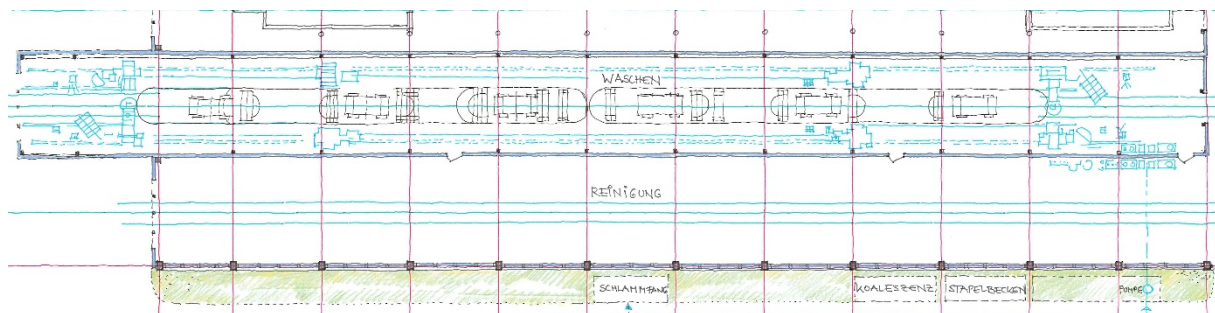 WASCHEN
REINIGUNG
SCHLAMMFANG
KOALESZENZ
STAPELBECKEN
PUMPE